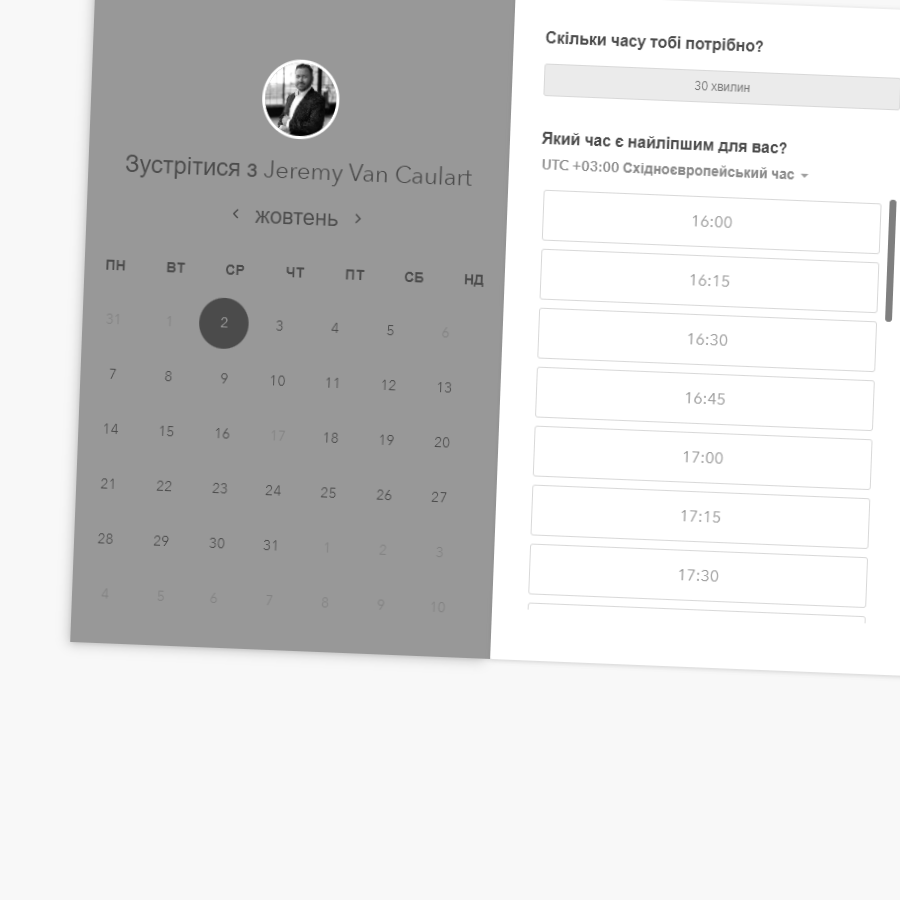 Зустрітися з Jeremy Van Caulart
‹ жовтень ›
ПН ВТ СР ЧТ ПТ СБ НД
31 1 2 3 4 5 6
7 8 9 10 11 12 13
14 15 16 17 18 19 20
21 22 23 24 25 26 27
28 29 30 31 1 2 3
4 5 6 7 8 9 10
Скільки часу тобі потрібно?
30 хвилин
Який час є найліпшим для вас?
UTC +03:00 Східноєвропейський час
16:00
16:15
16:30
16:45
17:00
17:15
17:30